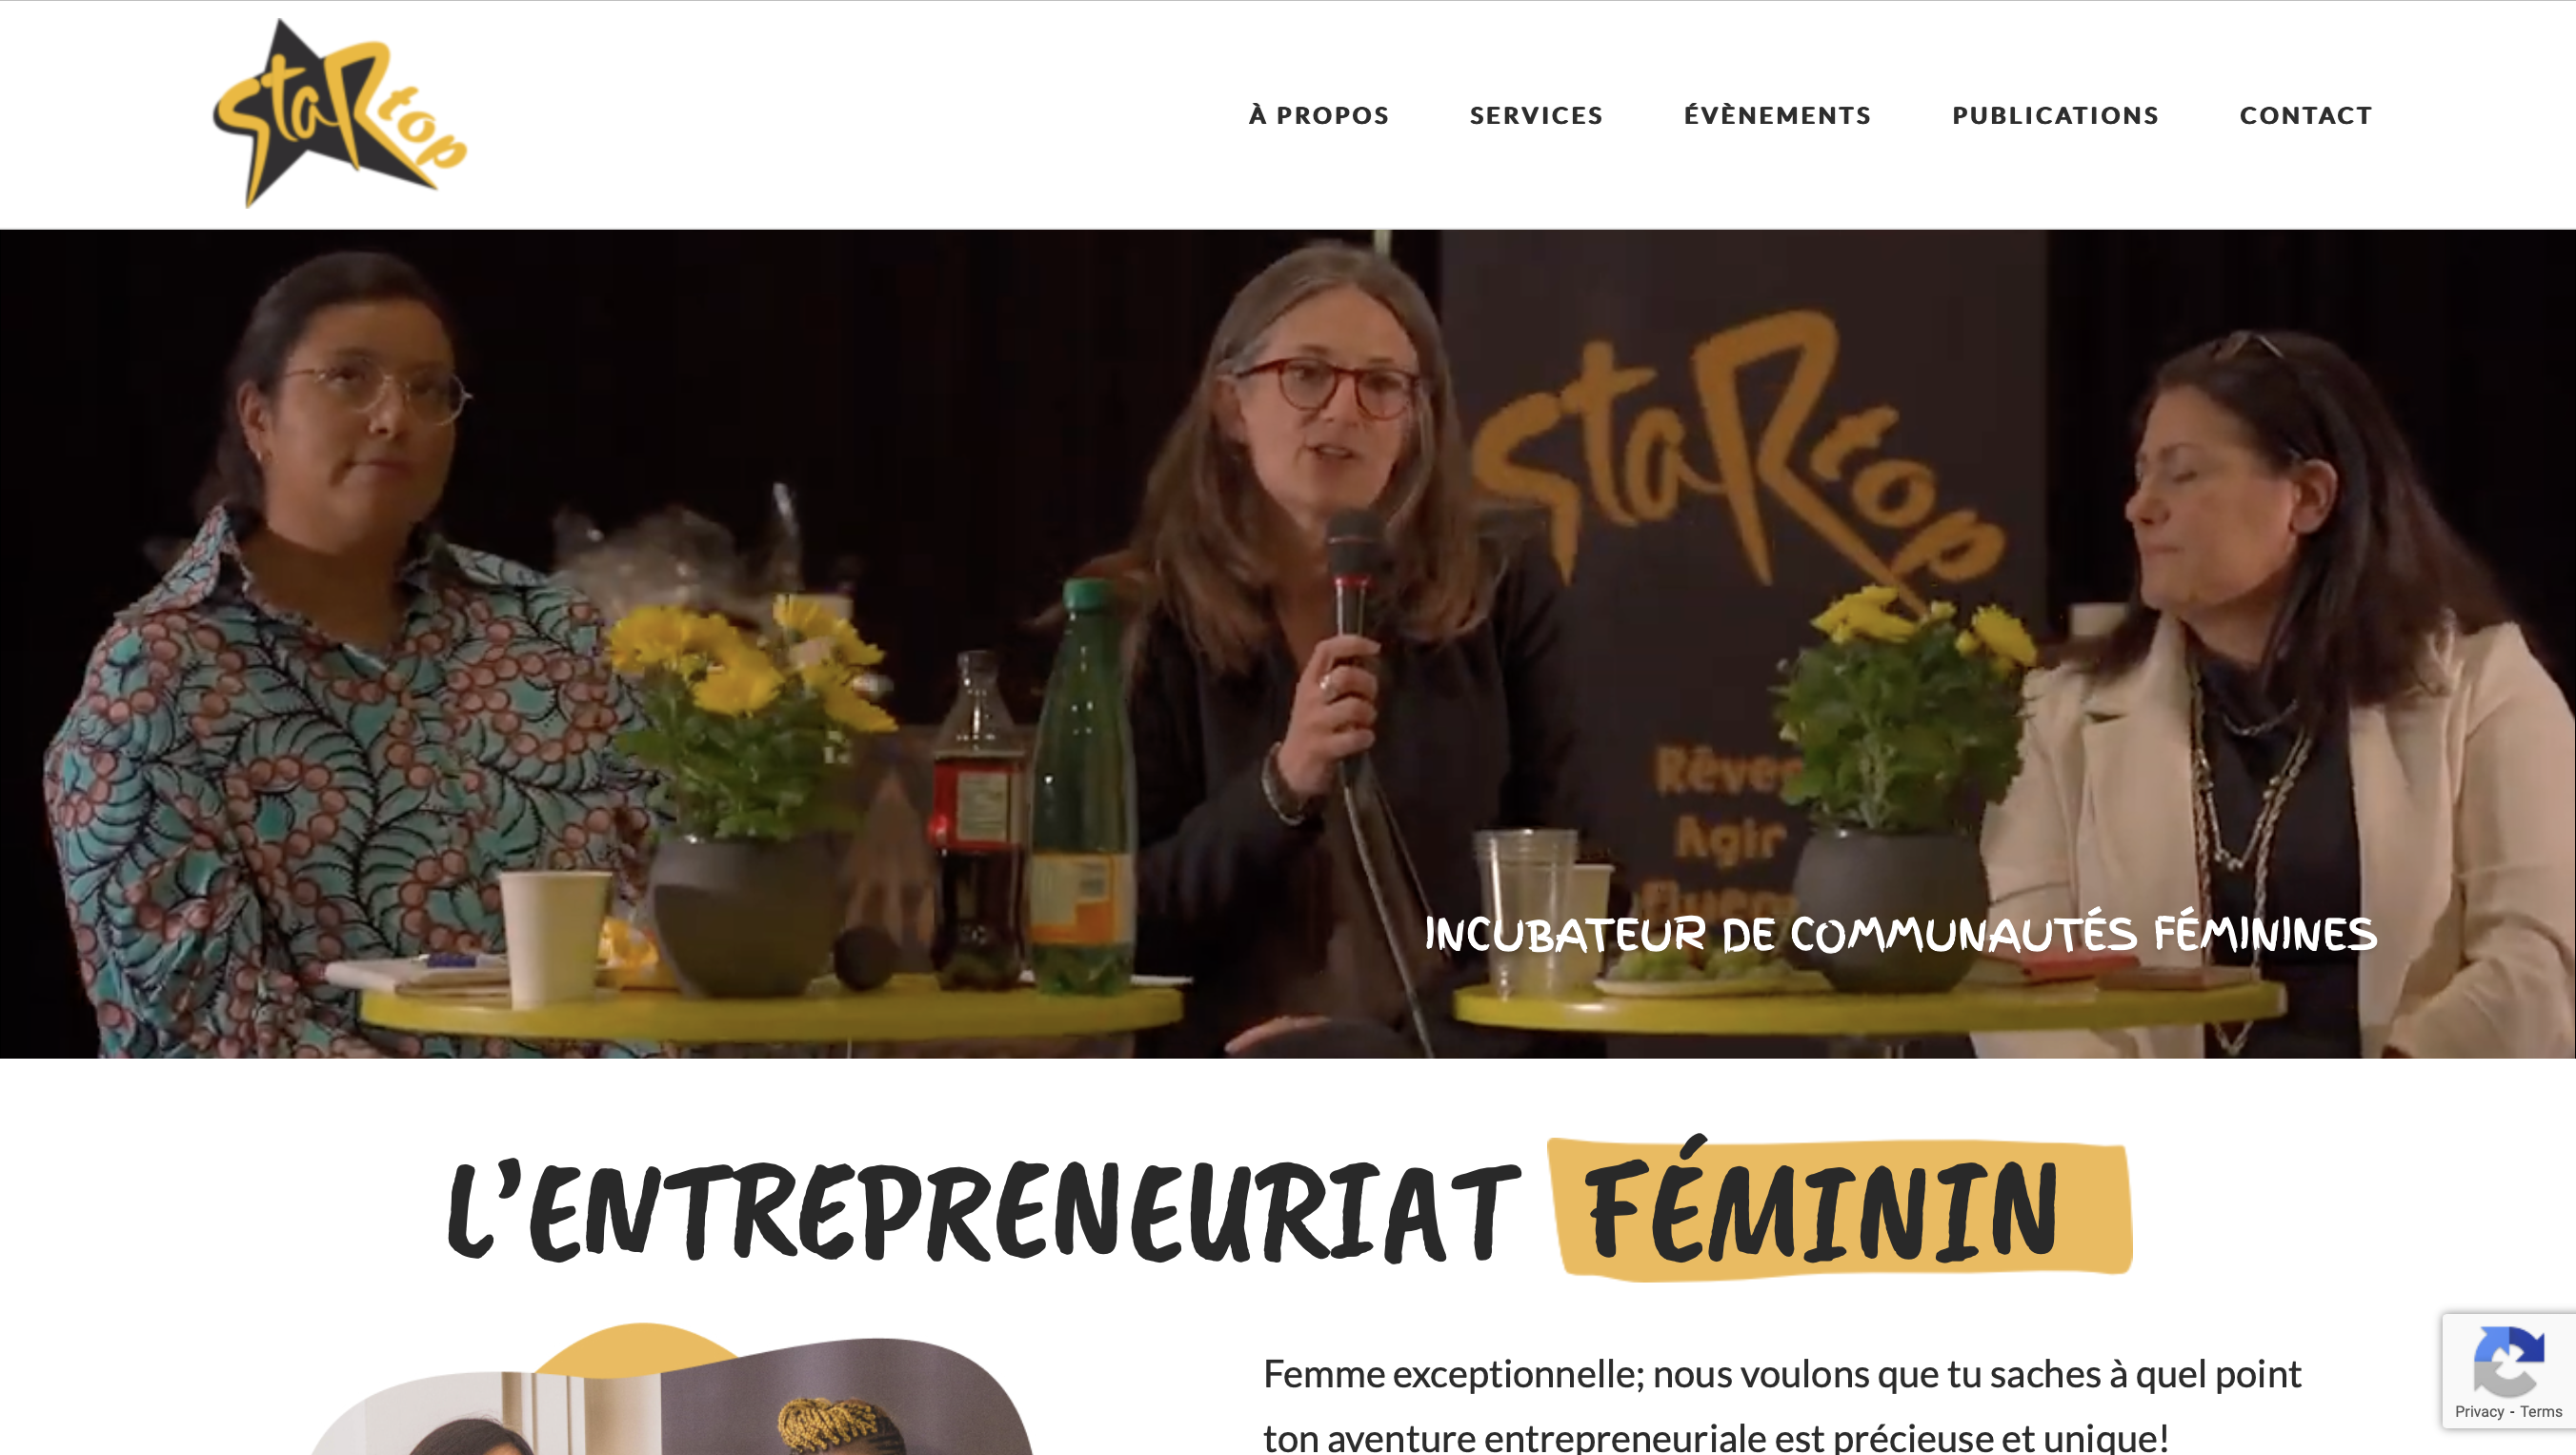 staRtop
À PROPOS
SERVICES
ÉVÈNEMENTS
PUBLICATIONS
CONTACT
staRtop
Rêver
Agir
INCUBATEUR DE COMMUNAUTÉS FÉMININES
L'ENTREPRENEURIAT FÉMININ
Femme exceptionnelle; nous voulons que tu saches à quel point
ton aventure entrepreneuriale est précieuse et unique!
Privacy - Terms